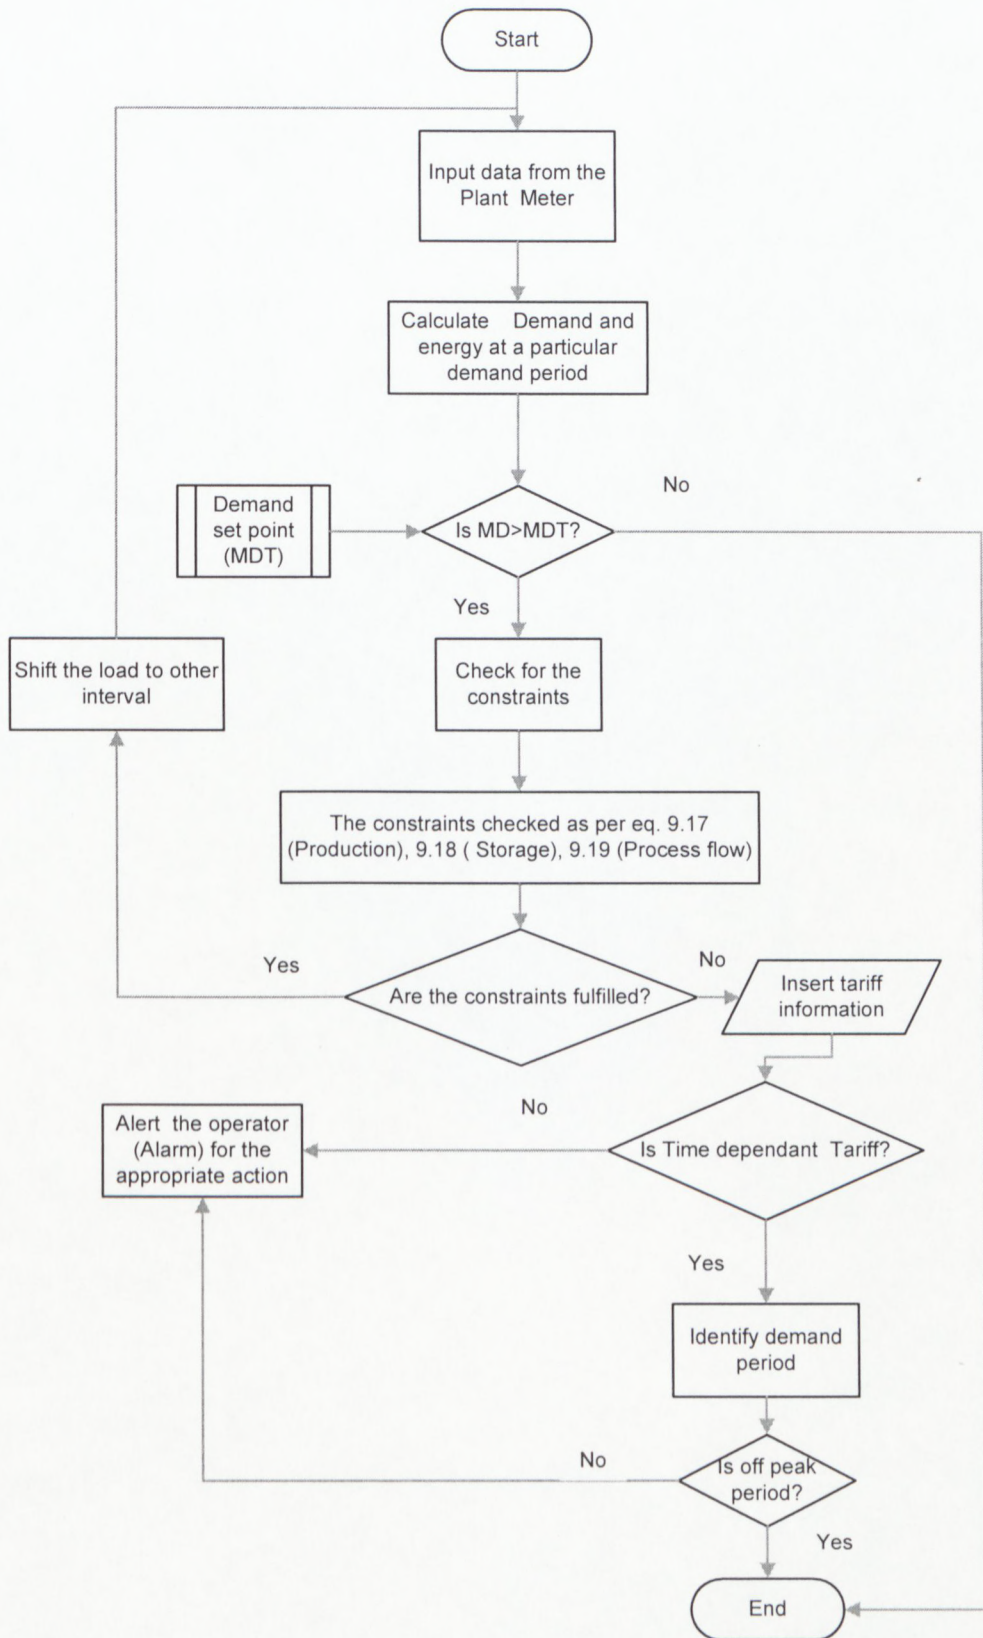 Start
Input data from the
Plant Meter
Calculate Demand and
energy at a particular
demand period
No
Demand
set point
(MDT)
Is MD>MDT?
Yes
Shift the load to other
interval
Check for the
constraints
The constraints checked as per eq. 9.17
(Production), 9.18 ( Storage), 9.19 (Process flow)
Yes
Are the constraints fulfilled?
No
Insert tariff
information
No
Alert the operator
(Alarm) for the
appropriate action
Is Time dependant Tariff?
Yes
Identify demand
period
No
Is off peak
period?
Yes
End